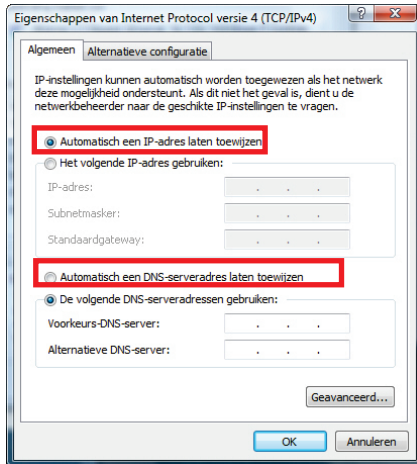 Eigenschappen van Internet Protocol versie 4 (TCP/IPv4)
Algemeen
Alternatieve configuratie
IP-instellingen kunnen automatisch worden toegewezen als het netwerk
deze mogelijkheid ondersteunt. Als dit niet het geval is, dient u de
netwerkbeheerder naar de geschikte IP-instellingen te vragen.
Automatisch een IP-adres laten toewijzen
Het volgende IP-adres gebruiken:
IP-adres:
Subnetmasker:
Standaardgateway:
Automatisch een DNS-serveradres laten toewijzen
De volgende DNS-serveradressen gebruiken:
Voorkeurs-DNS-server:
Alternatieve DNS-server:
Geavanceerd...
OK
Annuleren